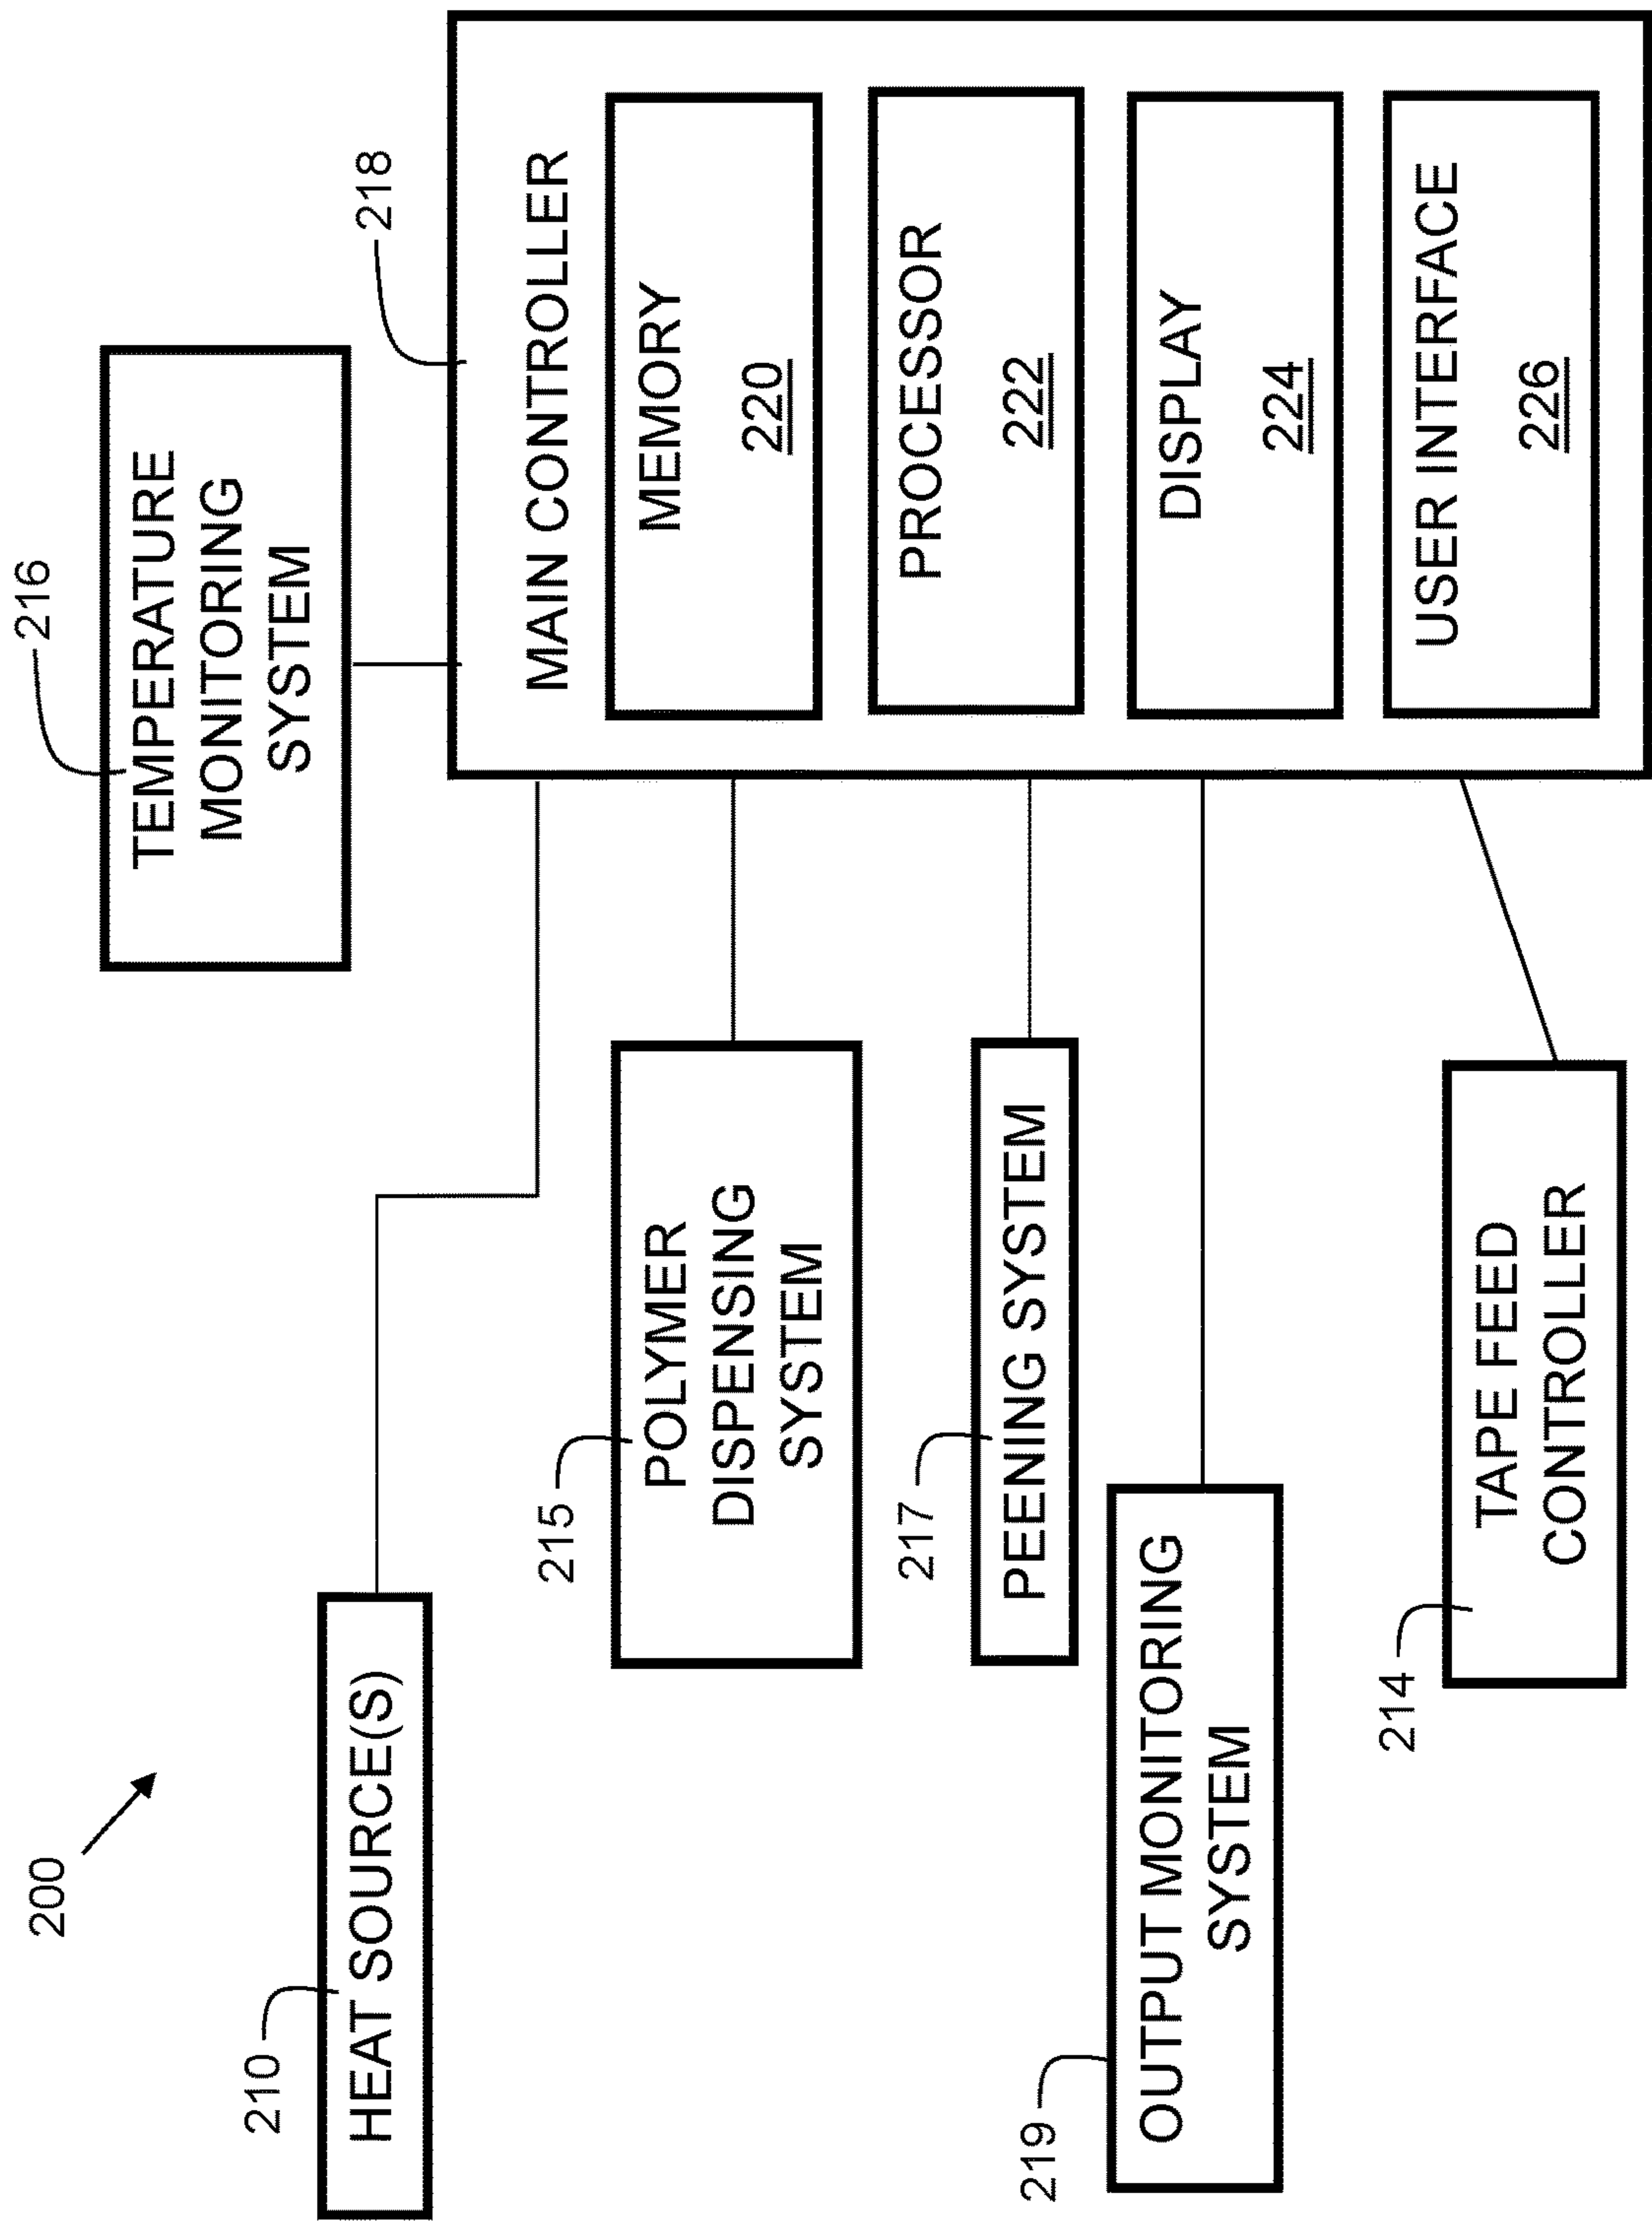 200
216
TEMPERATURE
MONITORING
SYSTEM
218
210
HEAT SOURCE(S)
MAIN CONTROLLER
215
POLYMER
DISPENSING
SYSTEM
MEMORY
220
217
PEENING SYSTEM
PROCESSOR
222
219
OUTPUT MONITORING
SYSTEM
DISPLAY
224
214
TAPE FEED
CONTROLLER
USER INTERFACE
226